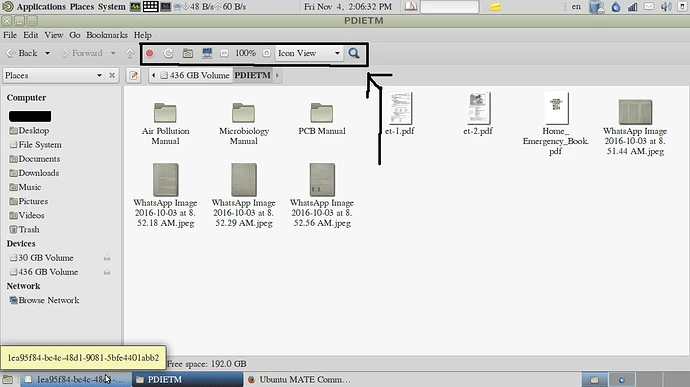 Applications Places System 48 B/s 60 B/s Fri Nov 4, 2:06:32 PM en
PDIETM
File Edit View Go Bookmarks Help
Back Forward 100% Icon View
Places 436 GB Volume PDIETM
Computer
Desktop
File System
Documents
Downloads
Music
Pictures
Videos
Trash
Devices
30 GB Volume
436 GB Volume
Network
Browse Network
Air Pollution
Manual
Microbiology
Manual
PCB Manual
et-1.pdf
et-2.pdf
Home_
Emergency_Book.
pdf
WhatsApp Image
2016-10-03 at 8.
51.44 AM.jpeg
WhatsApp Image
2016-10-03 at 8.
52.18 AM.jpeg
WhatsApp Image
2016-10-03 at 8.
52.29 AM.jpeg
WhatsApp Image
2016-10-03 at 8.
52.56 AM.jpeg
1ea95f84-bc4c-48d1-9081-5bfe4401abb2
Free space: 192.0 GB
1ea95f84-bc4c-48d1-... PDIETM Ubuntu MATE Comm...